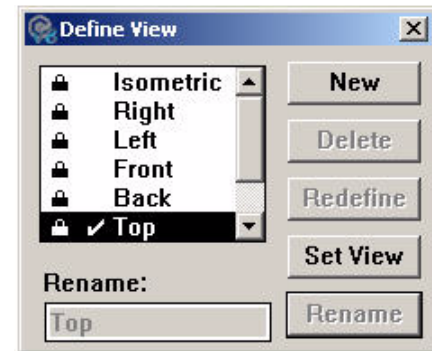 Define View
Isometric
Right
Left
Front
Back
Top
New
Delete
Redefine
Set View
Rename:
Top
Rename